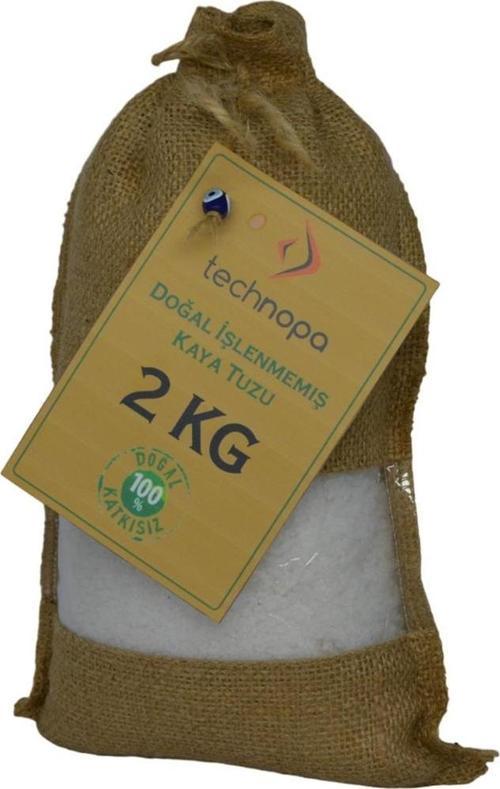 technopa
DOĞAL İŞLENMEMİŞ
KAYA TUZU
2 KG
DOĞAL
100
%
KATKISIZ